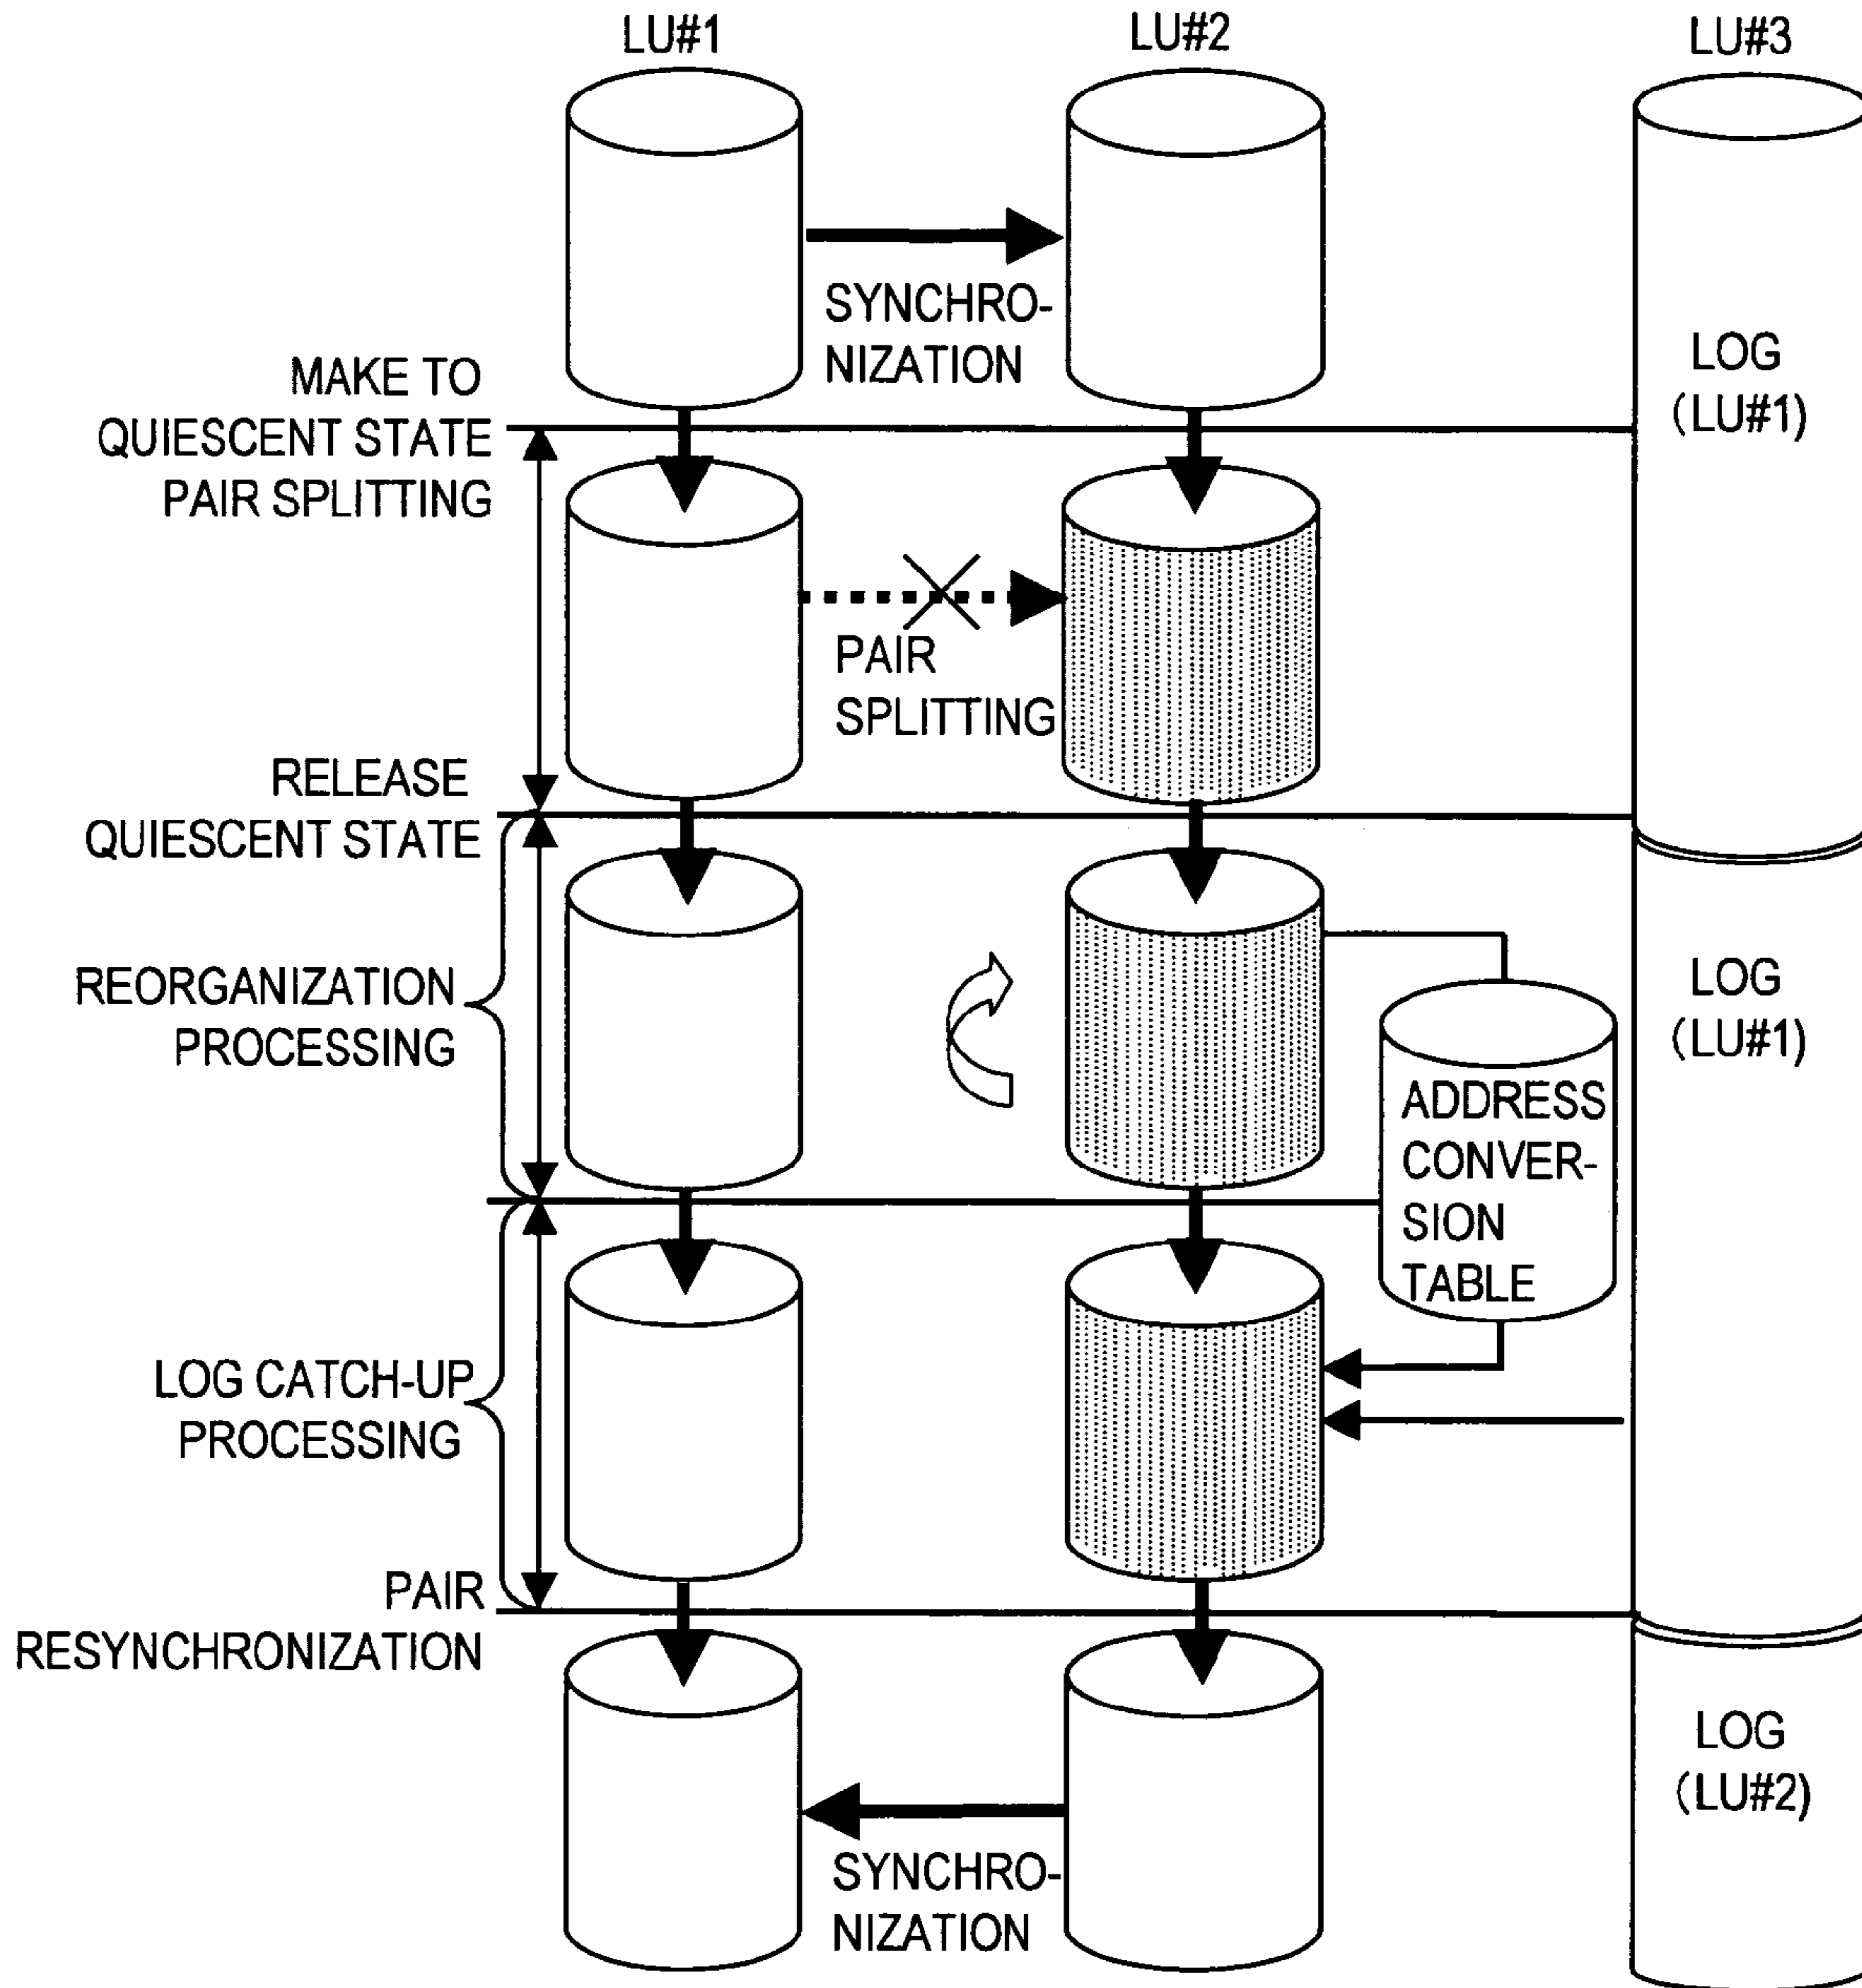 LU#1
LU#2
LU#3
SYNCHRO-
NIZATION
LOG
(LU#1)
MAKE TO
QUIESCENT STATE
PAIR SPLITTING
PAIR
SPLITTING
RELEASE
QUIESCENT STATE
REORGANIZATION
PROCESSING
LOG
(LU#1)
ADDRESS
CONVER-
SION
TABLE
LOG CATCH-UP
PROCESSING
PAIR
RESYNCHRONIZATION
LOG
(LU#2)
SYNCHRO-
NIZATION